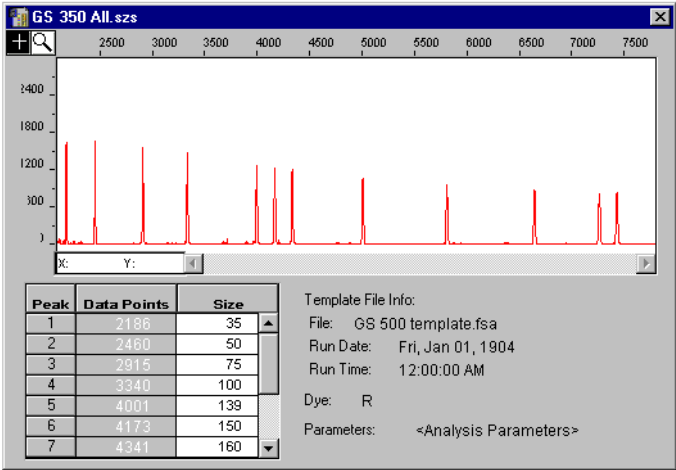 GS 350 All.szs
2500 3000 3500 4000 4500 5000 5500 6000 6500 7000 7500
2400
1800
1200
X: Y:
Peak Data Points Size
1 2186 35
2 2460 50
3 2915 75
4 3340 100
5 4001 139
6 4173 150
7 4341 160
Template File Info:
File: GS 500 template.fsa
Run Date: Fri, Jan 01, 1904
Run Time: 12:00:00 AM
Dye: R
Parameters: <Analysis Parameters>